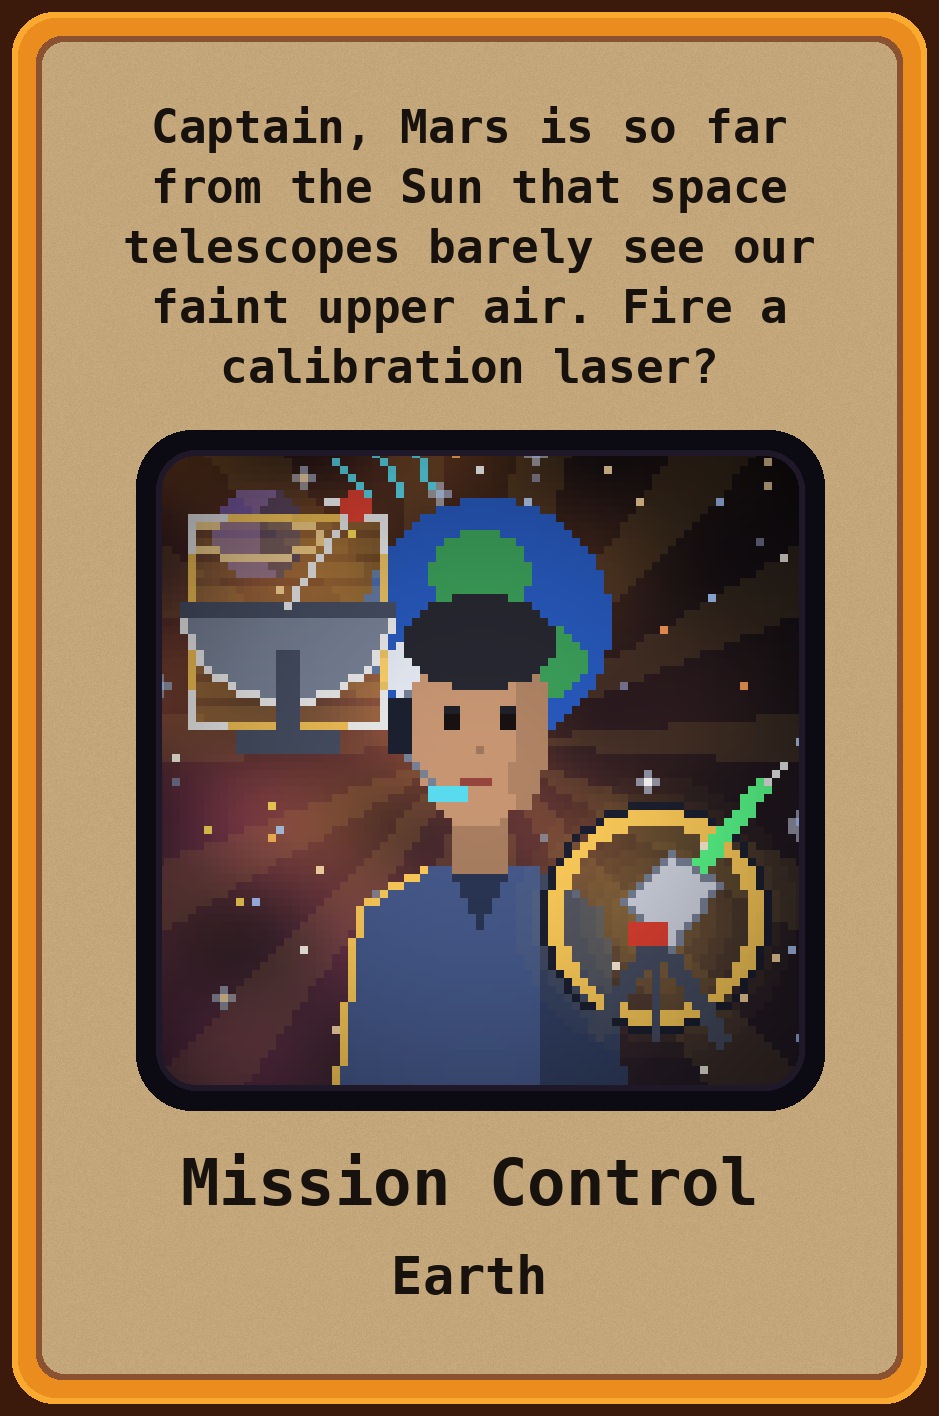 Captain, Mars is so far
from the Sun that space
telescopes barely see our
faint upper air. Fire a
calibration laser?
Mission Control
Earth